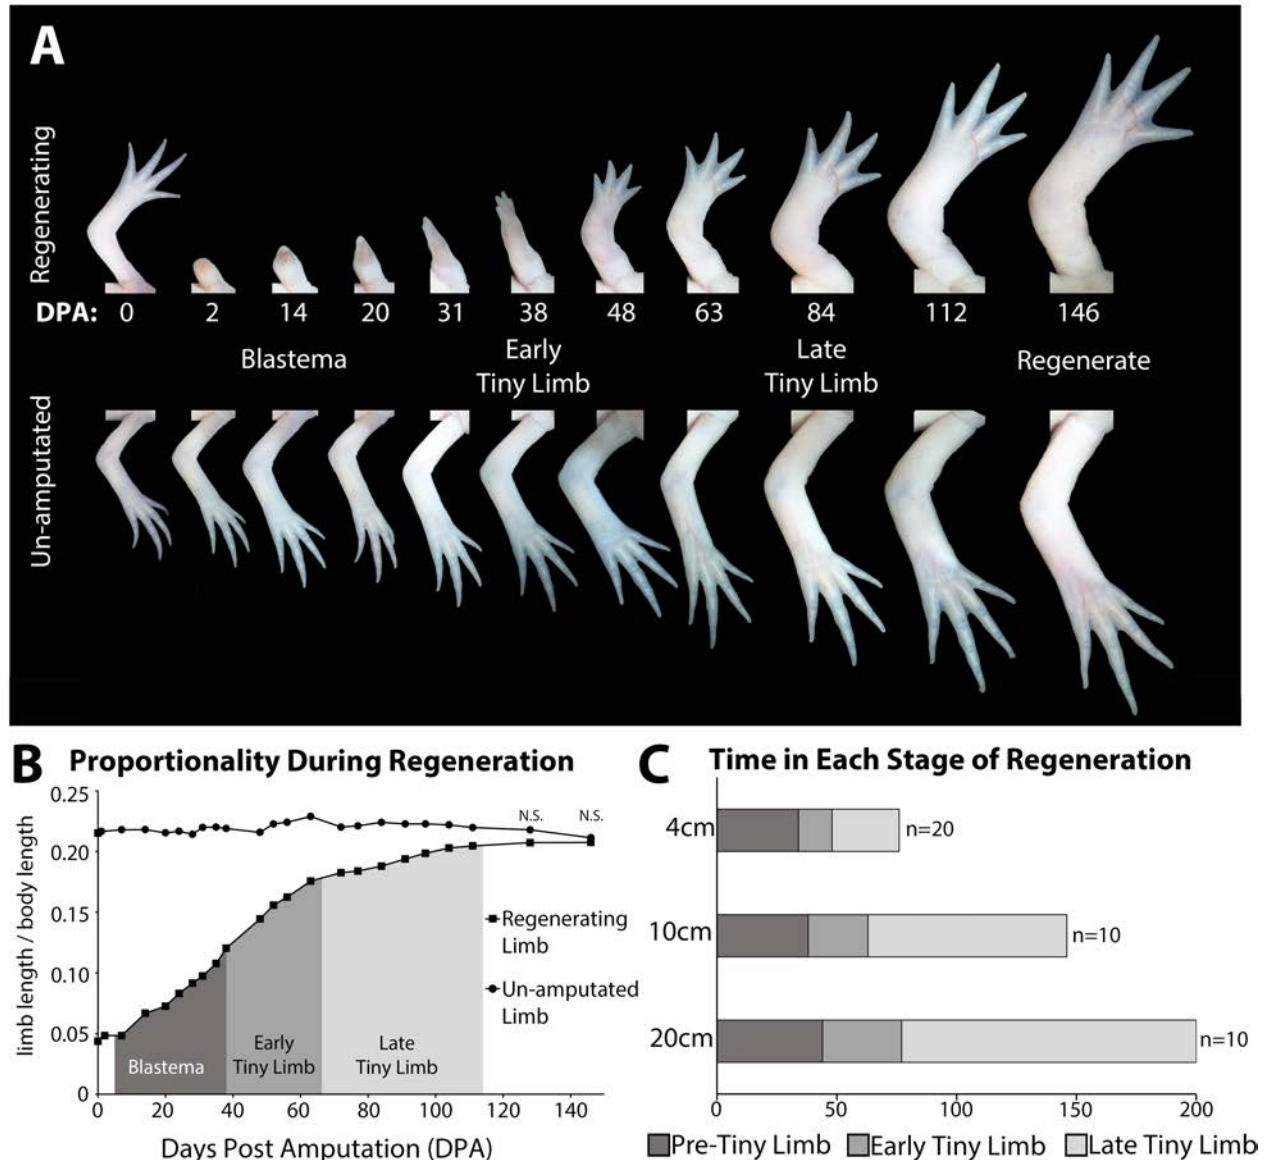 A
Regenerating
DPA: 0 2 14 20 31 38 48 63 84 112 146
Blastema
Early
Tiny Limb
Late
Tiny Limb
Regenerate
Un-amputated
B Proportionality During Regeneration
limb length / body length
0.25
0.20
0.15
0.10
0.05
0
N.S. N.S.
Regenerating
Limb
Un-amputated
Limb
Blastema
Early
Tiny Limb
Late
Tiny Limb
0 20 40 60 80 100 120 140
Days Post Amputation (DPA)
C Time in Each Stage of Regeneration
4cm n=20
10cm n=10
20cm n=10
0 50 100 150 200
Pre-Tiny Limb Early Tiny Limb Late Tiny Limb